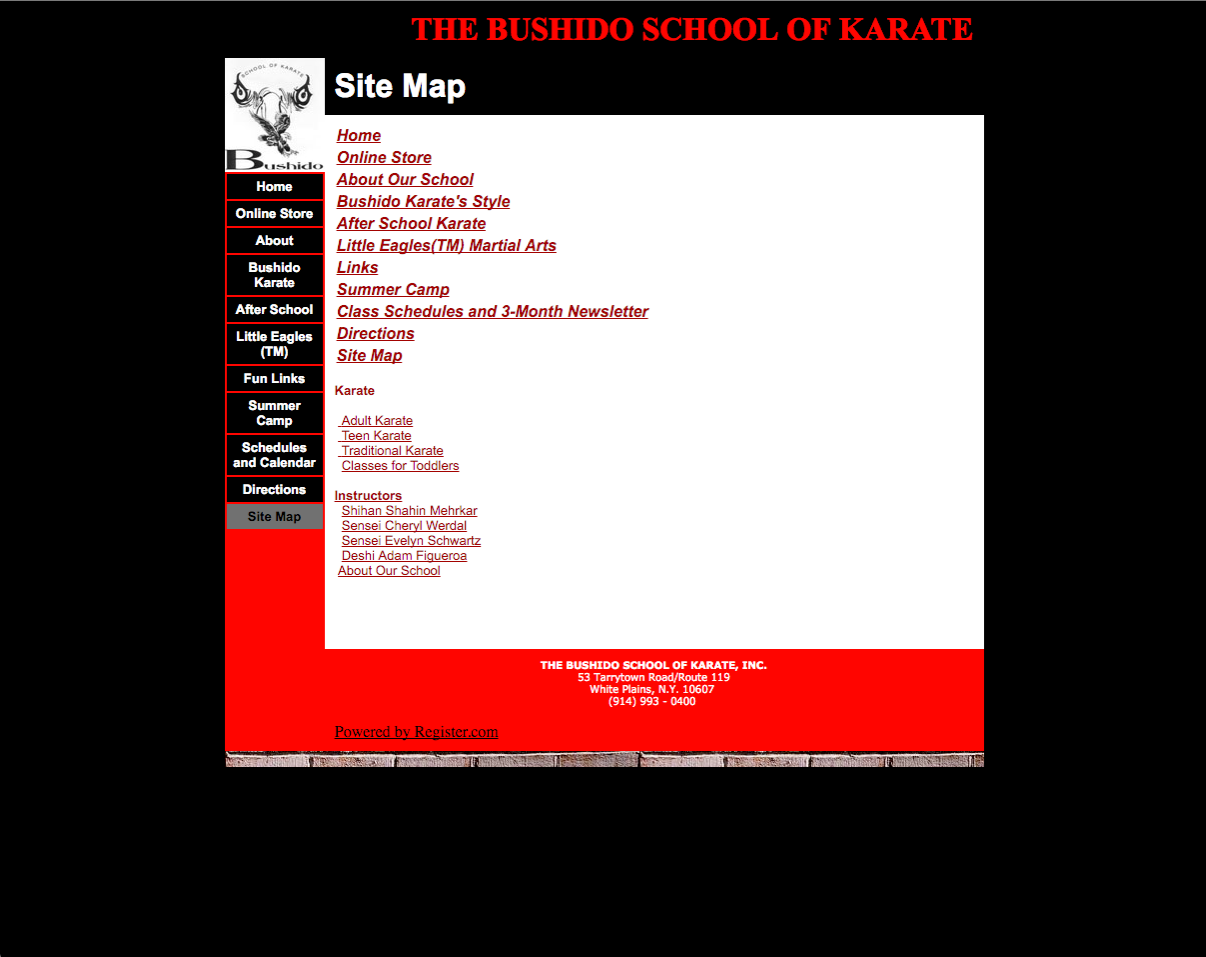 THE BUSHIDO SCHOOL OF KARATE
SCHOOL OF KARATE
Bushido
Site Map
Home
Online Store
About
Bushido
Karate
After School
Little Eagles
(TM)
Fun Links
Summer
Camp
Schedules
and Calendar
Directions
Site Map
Home
Online Store
About Our School
Bushido Karate's Style
After School Karate
Little Eagles(TM) Martial Arts
Links
Summer Camp
Class Schedules and 3-Month Newsletter
Directions
Site Map
Karate
Adult Karate
Teen Karate
Traditional Karate
Classes for Toddlers
Instructors
Shihan Shahin Mehrkar
Sensei Cheryl Werdal
Sensei Evelyn Schwartz
Deshi Adam Figueroa
About Our School
THE BUSHIDO SCHOOL OF KARATE, INC.
53 Tarrytown Road/Route 119
White Plains, N.Y. 10607
(914) 993 - 0400
Powered by Register.com